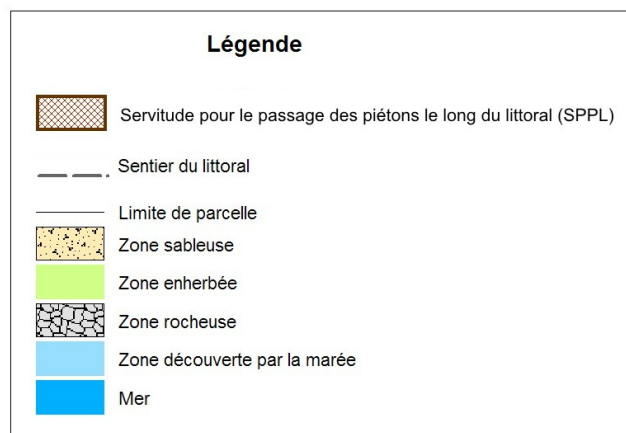 Légende
Servitude pour le passage des piétons le long du littoral (SPPL)
Sentier du littoral
Limite de parcelle
Zone sableuse
Zone enherbée
Zone rocheuse
Zone découverte par la marée
Mer